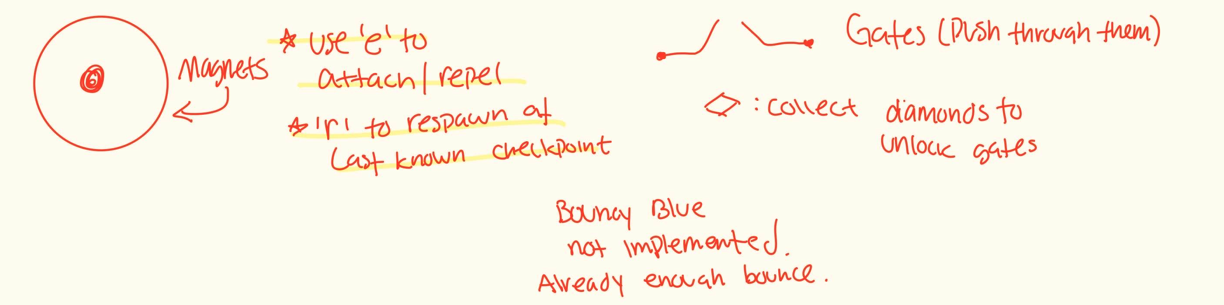 Magnets
☆ use 'e' to
attach/repel
☆ 'r' to respawn at
last known checkpoint
Gates (Push through them)
: collect diamonds to
unlock gates
Bouncy Blue
not implemented.
Already enough bounce.